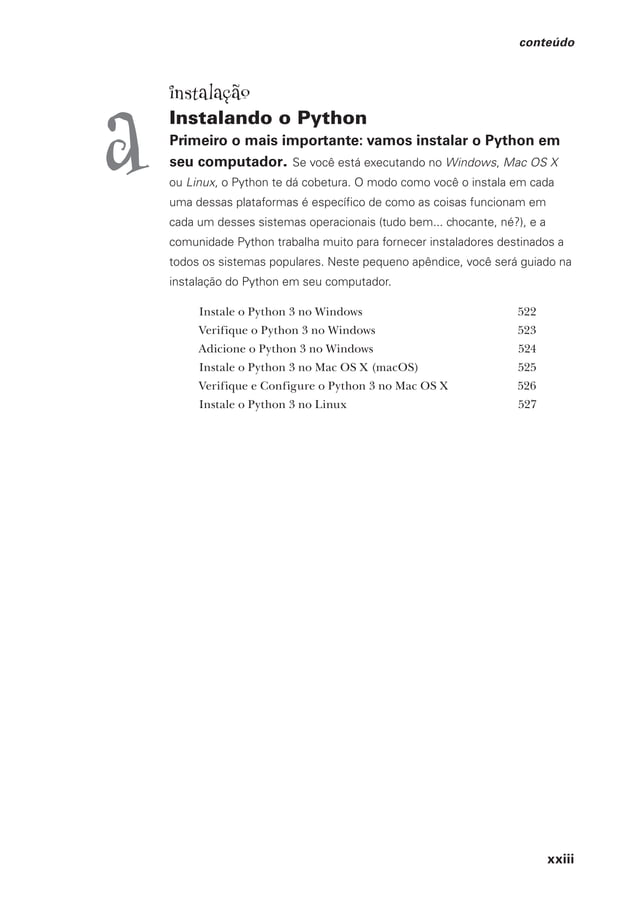 conteúdo
instalação
a
Instalando o Python
Primeiro o mais importante: vamos instalar o Python em
seu computador. Se você está executando no Windows, Mac OS X
ou Linux, o Python te dá cobetura. O modo como você o instala em cada
uma dessas plataformas é específico de como as coisas funcionam em
cada um desses sistemas operacionais (tudo bem... chocante, né?), e a
comunidade Python trabalha muito para fornecer instaladores destinados a
todos os sistemas populares. Neste pequeno apêndice, você será guiado na
instalação do Python em seu computador.
Instale o Python 3 no Windows 522
Verifique o Python 3 no Windows 523
Adicione o Python 3 no Windows 524
Instale o Python 3 no Mac OS X (macOS) 525
Verifique e Configure o Python 3 no Mac OS X 526
Instale o Python 3 no Linux 527
xxiii